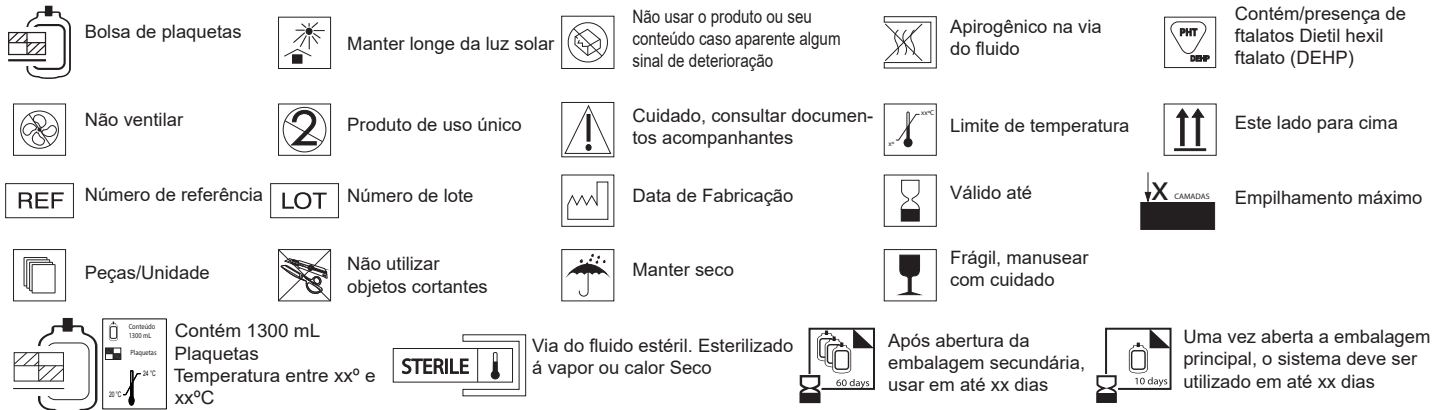 Bolsa de plaquetas
Manter longe da luz solar
Não usar o produto ou seu
conteúdo caso aparente algum
sinal de deterioração
Apirogênico na via
do fluido
PHT
DEHP
Contém/presença de
ftalatos Dietil hexil
ftalato (DEHP)
Não ventilar
2
Produto de uso único
Cuidado, consultar documen-
tos acompanhantes
xº
xxºC
Limite de temperatura
Este lado para cima
REF
Número de referência
LOT
Número de lote
Data de Fabricação
Válido até
X CAMADAS
Empilhamento máximo
Peças/Unidade
Não utilizar
objetos cortantes
Manter seco
Frágil, manusear
com cuidado
Conteúdo
1300 mL
Plaquetas
24 °C
20 °C
Contém 1300 mL
Plaquetas
Temperatura entre xxº e
xxºC
STERILE
Via do fluido estéril. Esterilizado
á vapor ou calor Seco
60 days
Após abertura da
embalagem secundária,
usar em até xx dias
10 days
Uma vez aberta a embalagem
principal, o sistema deve ser
utilizado em até xx dias